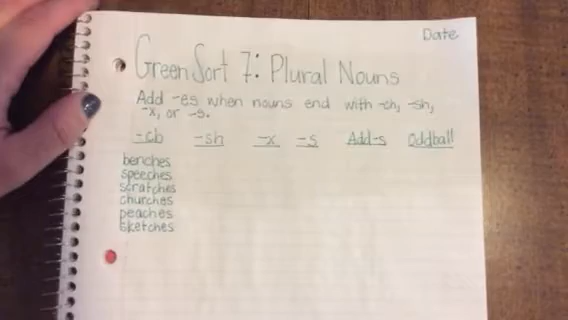 Date
Green Sort 7: Plural Nouns
Add -es when nouns end with -ch, -sh,
-x, or -s.
-ch -sh -x -s Add-s Oddball
benches
speeches
scratches
churches
peaches
sketches